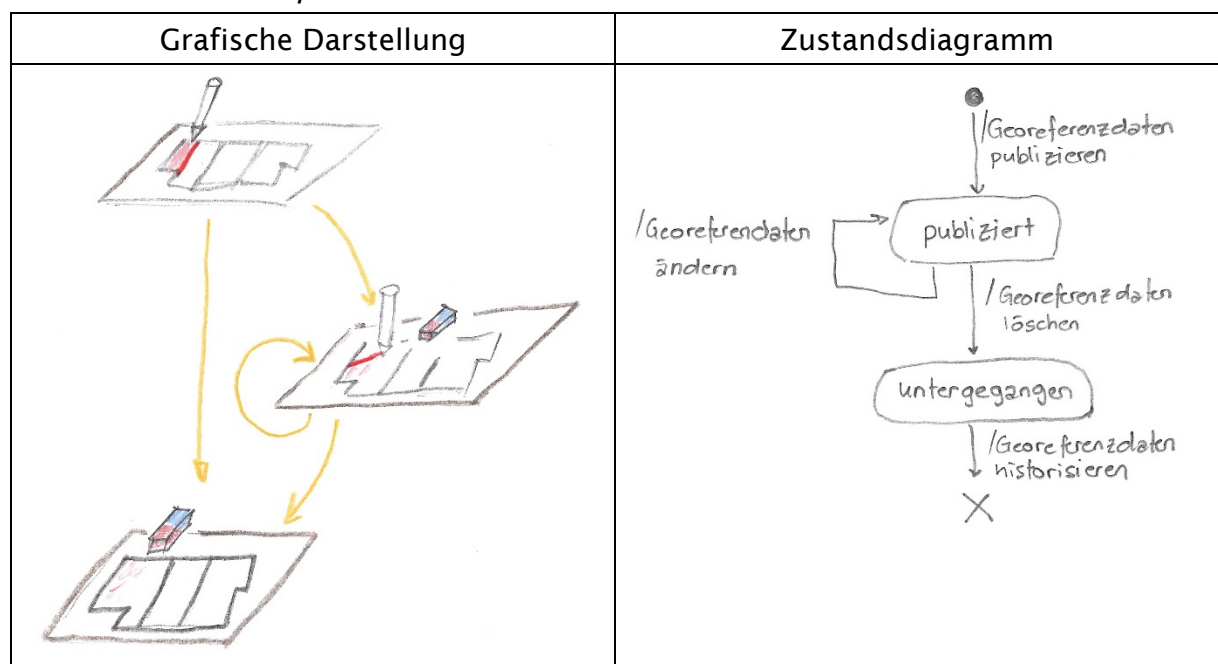 Grafische Darstellung
Zustandsdiagramm
/Georeferenzdaten
publizieren
/Georeferendaten
ändern
publiziert
/Georeferenzdaten
löschen
untergegangen
/Georeferenzdaten
historisieren